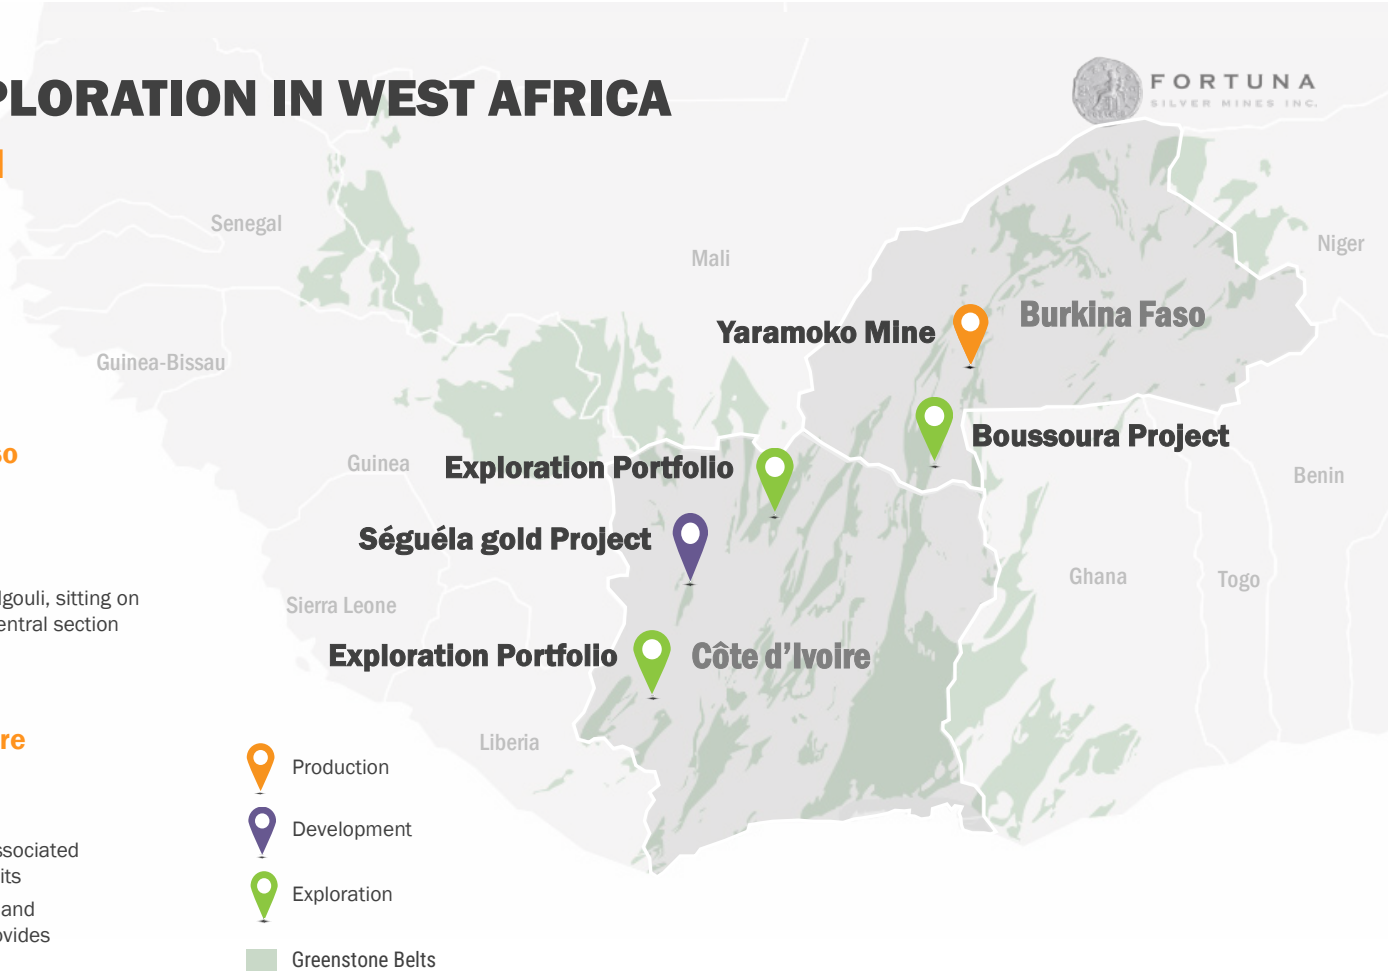 PLORATION IN WEST AFRICA
FORTUNA
SILVER MINES INC.
Senegal
Mali
Niger
Burkina Faso
Yaramoko Mine
Guinea-Bissau
Boussoura Project
so
Guinea
Exploration Portfolio
Benin
Séguéla gold Project
Ghana
Togo
lgouli, sitting on
entral section
Sierra Leone
Exploration Portfolio
Côte d’Ivoire
re
Liberia
Production
Development
ssociated
its
Exploration
and
ovides
Greenstone Belts